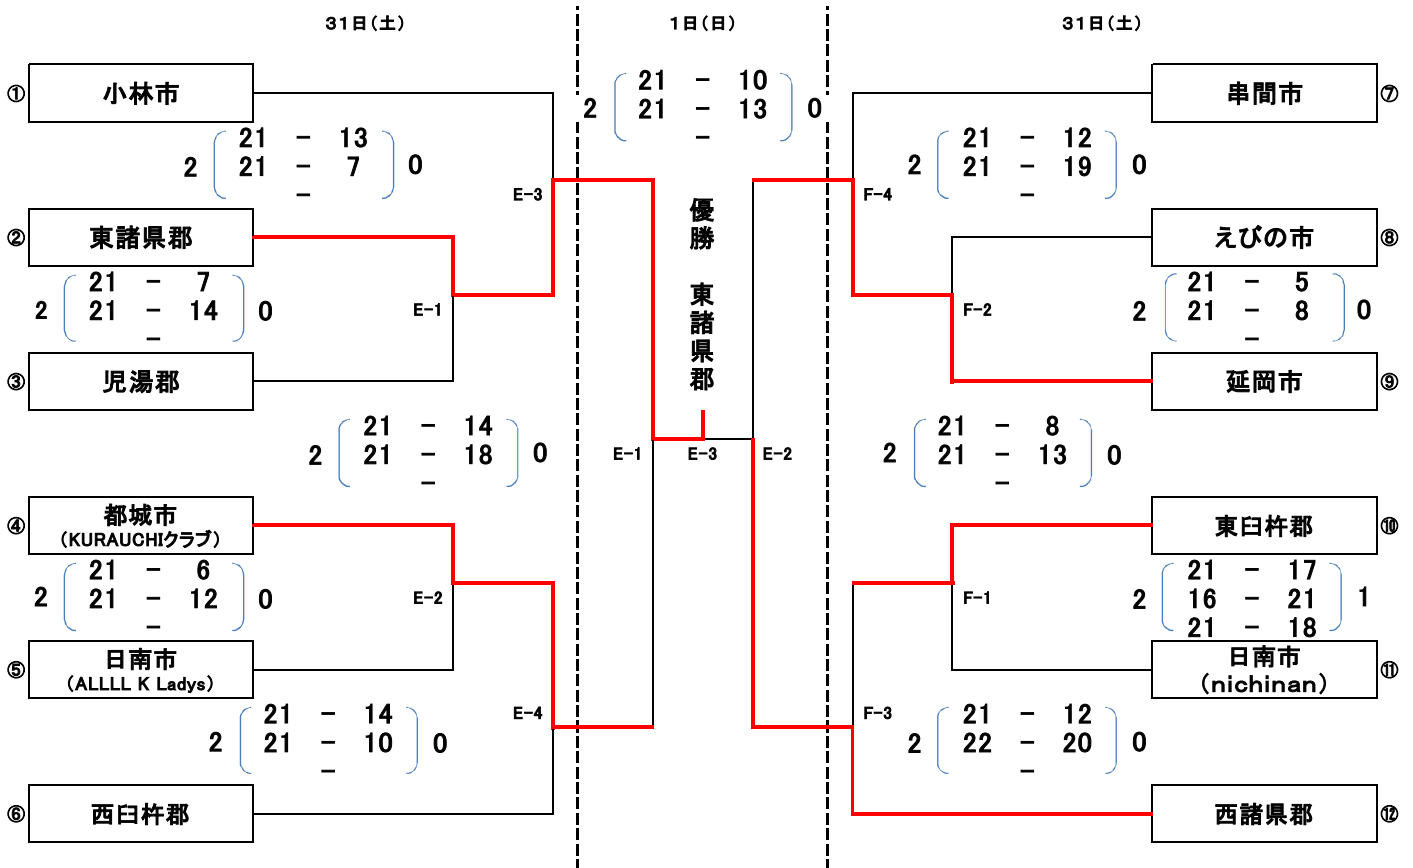 31日(土)
1日(日)
31日(土)
① 小林市
21 - 13
2 21 - 7 0
-
E-3
② 東諸県郡
21 - 7
2 21 - 14 0
-
E-1
③ 児湯郡
21 - 14
2 21 - 18 0
-
④ 都城市
(KURAUCHIクラブ)
21 - 6
2 21 - 12 0
-
E-2
⑤ 日南市
(ALLLL K Ladys)
21 - 14
2 21 - 10 0
-
E-4
⑥ 西臼杵郡
21 - 10
2 21 - 13 0
-
優勝 東諸県郡
E-1
E-3
E-2
串間市 ⑦
21 - 12
2 21 - 19 0
-
F-4
えびの市 ⑧
21 - 5
2 21 - 8 0
-
F-2
延岡市 ⑨
21 - 8
2 21 - 13 0
-
東臼杵郡 ⑩
21 - 17
2 16 - 21 1
21 - 18
F-1
日南市
(nichinan) ⑪
F-3
21 - 12
2 22 - 20 0
-
西諸県郡 ⑫